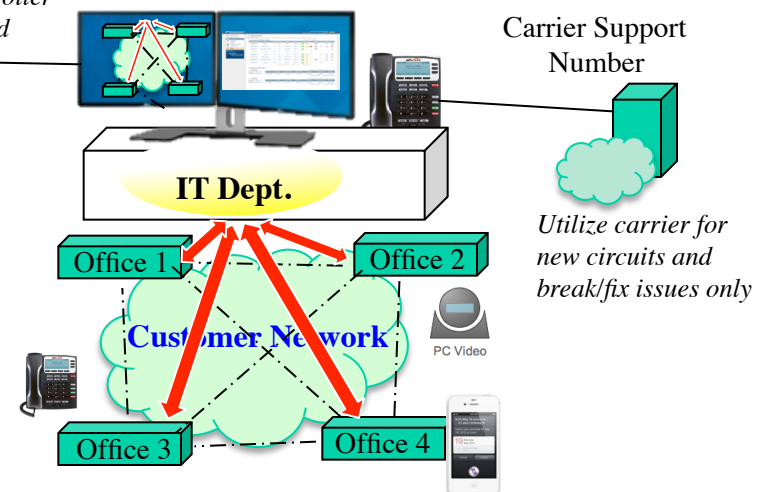 Carrier Support
Number
IT Dept.
Utilize carrier for
new circuits and
break/fix issues only
Office 1
Office 2
Customer Network
PC Video
Office 3
Office 4